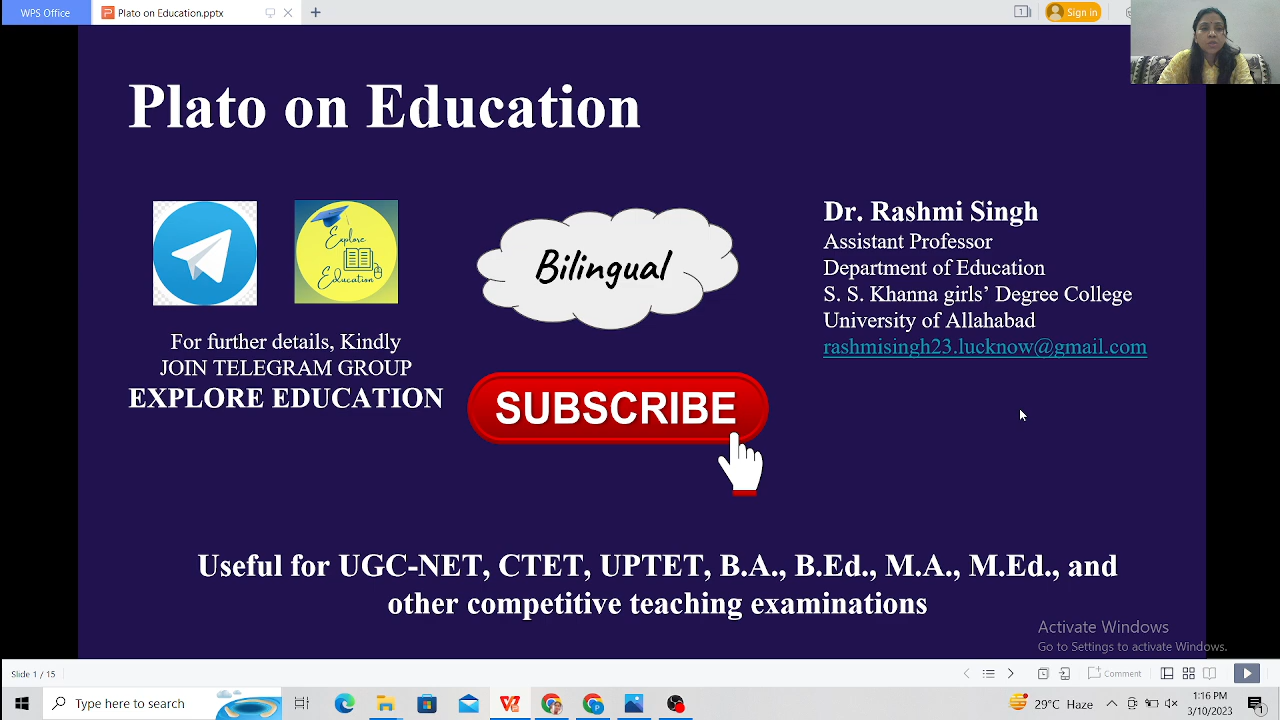 WPS Office
Plato on Education.pptx
Sign in
Plato on Education
Explore
Education
For further details, Kindly
JOIN TELEGRAM GROUP
EXPLORE EDUCATION
Bilingual
SUBSCRIBE
Dr. Rashmi Singh
Assistant Professor
Department of Education
S. S. Khanna girls’ Degree College
University of Allahabad
rashmisingh23.lucknow@gmail.com
Useful for UGC-NET, CTET, UPTET, B.A., B.Ed., M.A., M.Ed., and
other competitive teaching examinations
Activate Windows
Go to Settings to activate Windows.
Slide 1 / 15
Comment
Type here to search
29°C Haze
1:16 PM
3/10/2023